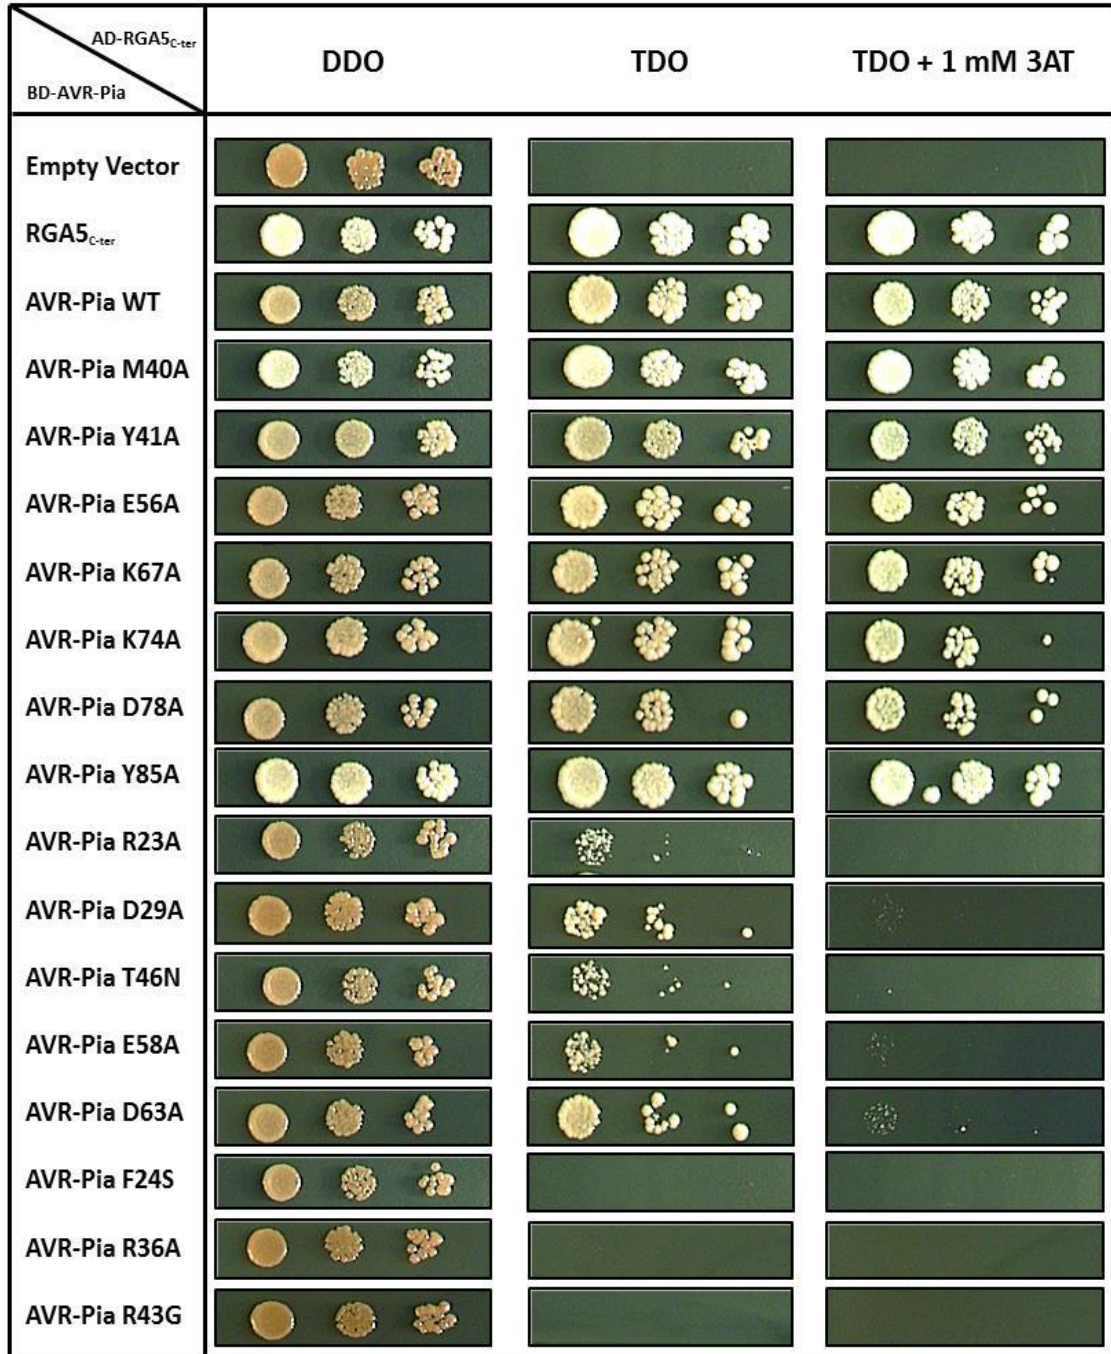 AD-RGA5C-ter
BD-AVR-Pia
DDO TDO TDO + 1 mM 3AT
Empty Vector
RGA5C-ter
AVR-Pia WT
AVR-Pia M40A
AVR-Pia Y41A
AVR-Pia E56A
AVR-Pia K67A
AVR-Pia K74A
AVR-Pia D78A
AVR-Pia Y85A
AVR-Pia R23A
AVR-Pia D29A
AVR-Pia T46N
AVR-Pia E58A
AVR-Pia D63A
AVR-Pia F24S
AVR-Pia R36A
AVR-Pia R43G